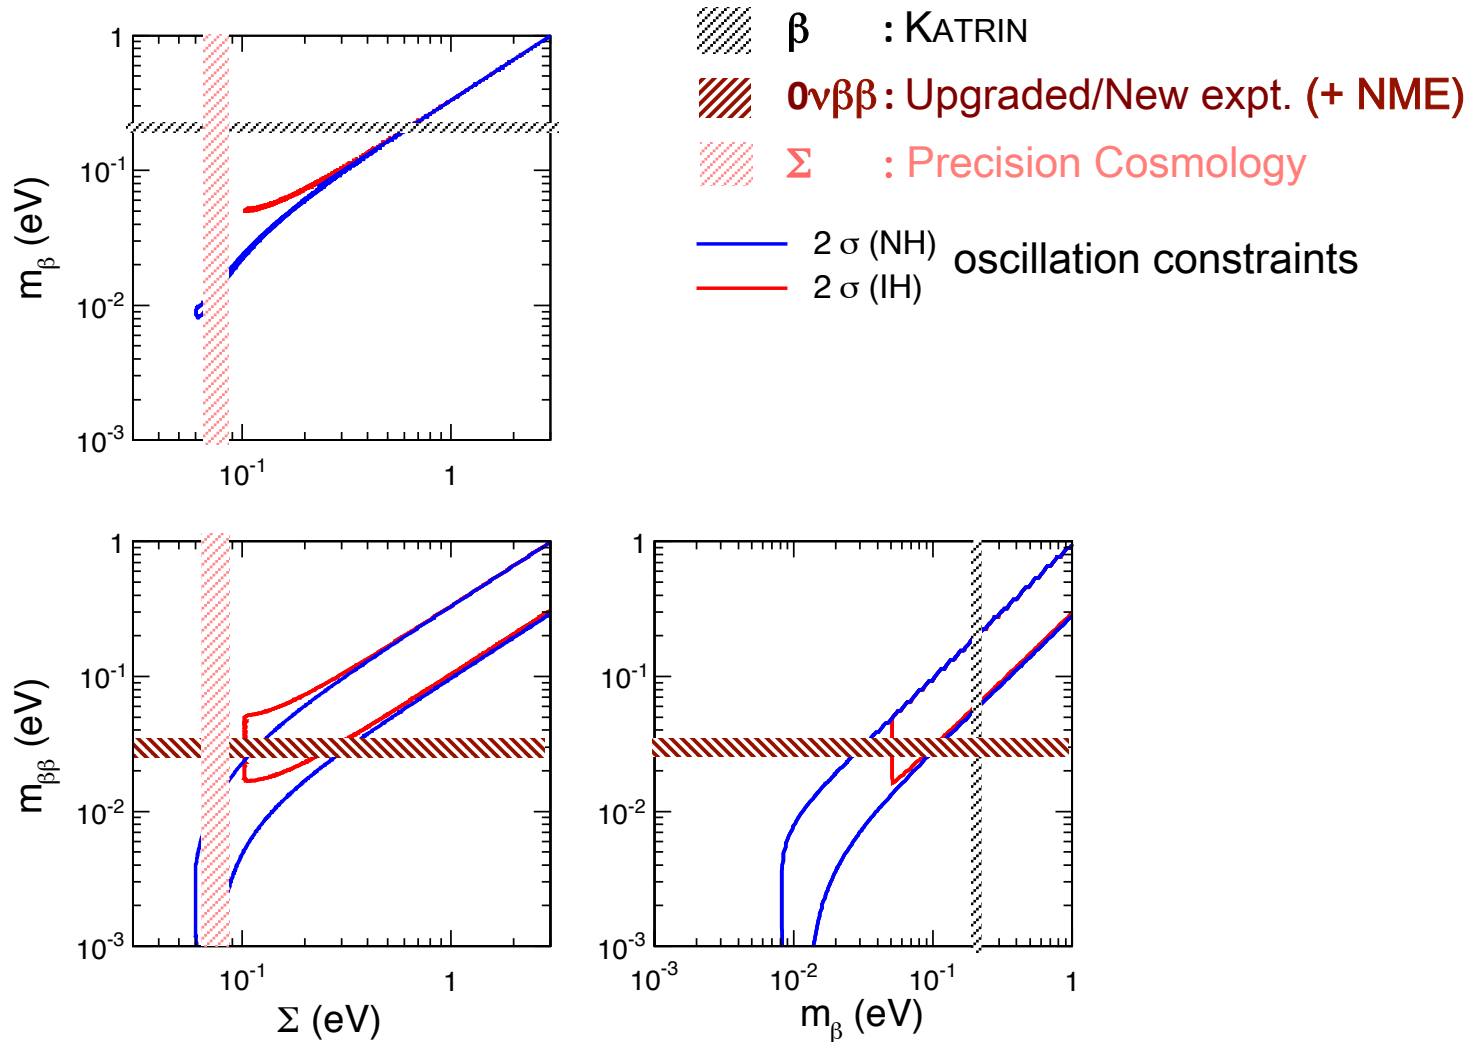 β : KATRIN
0νββ : Upgraded/New expt. (+ NME)
Σ : Precision Cosmology
2 σ (NH)
2 σ (IH)
oscillation constraints
1
10⁻¹
10⁻²
10⁻³
m_β (eV)
10⁻¹ 1
1
10⁻¹
10⁻²
10⁻³
m_ββ (eV)
10⁻¹ 1
Σ (eV)
1
10⁻¹
10⁻²
10⁻³
10⁻³ 10⁻² 10⁻¹ 1
m_β (eV)